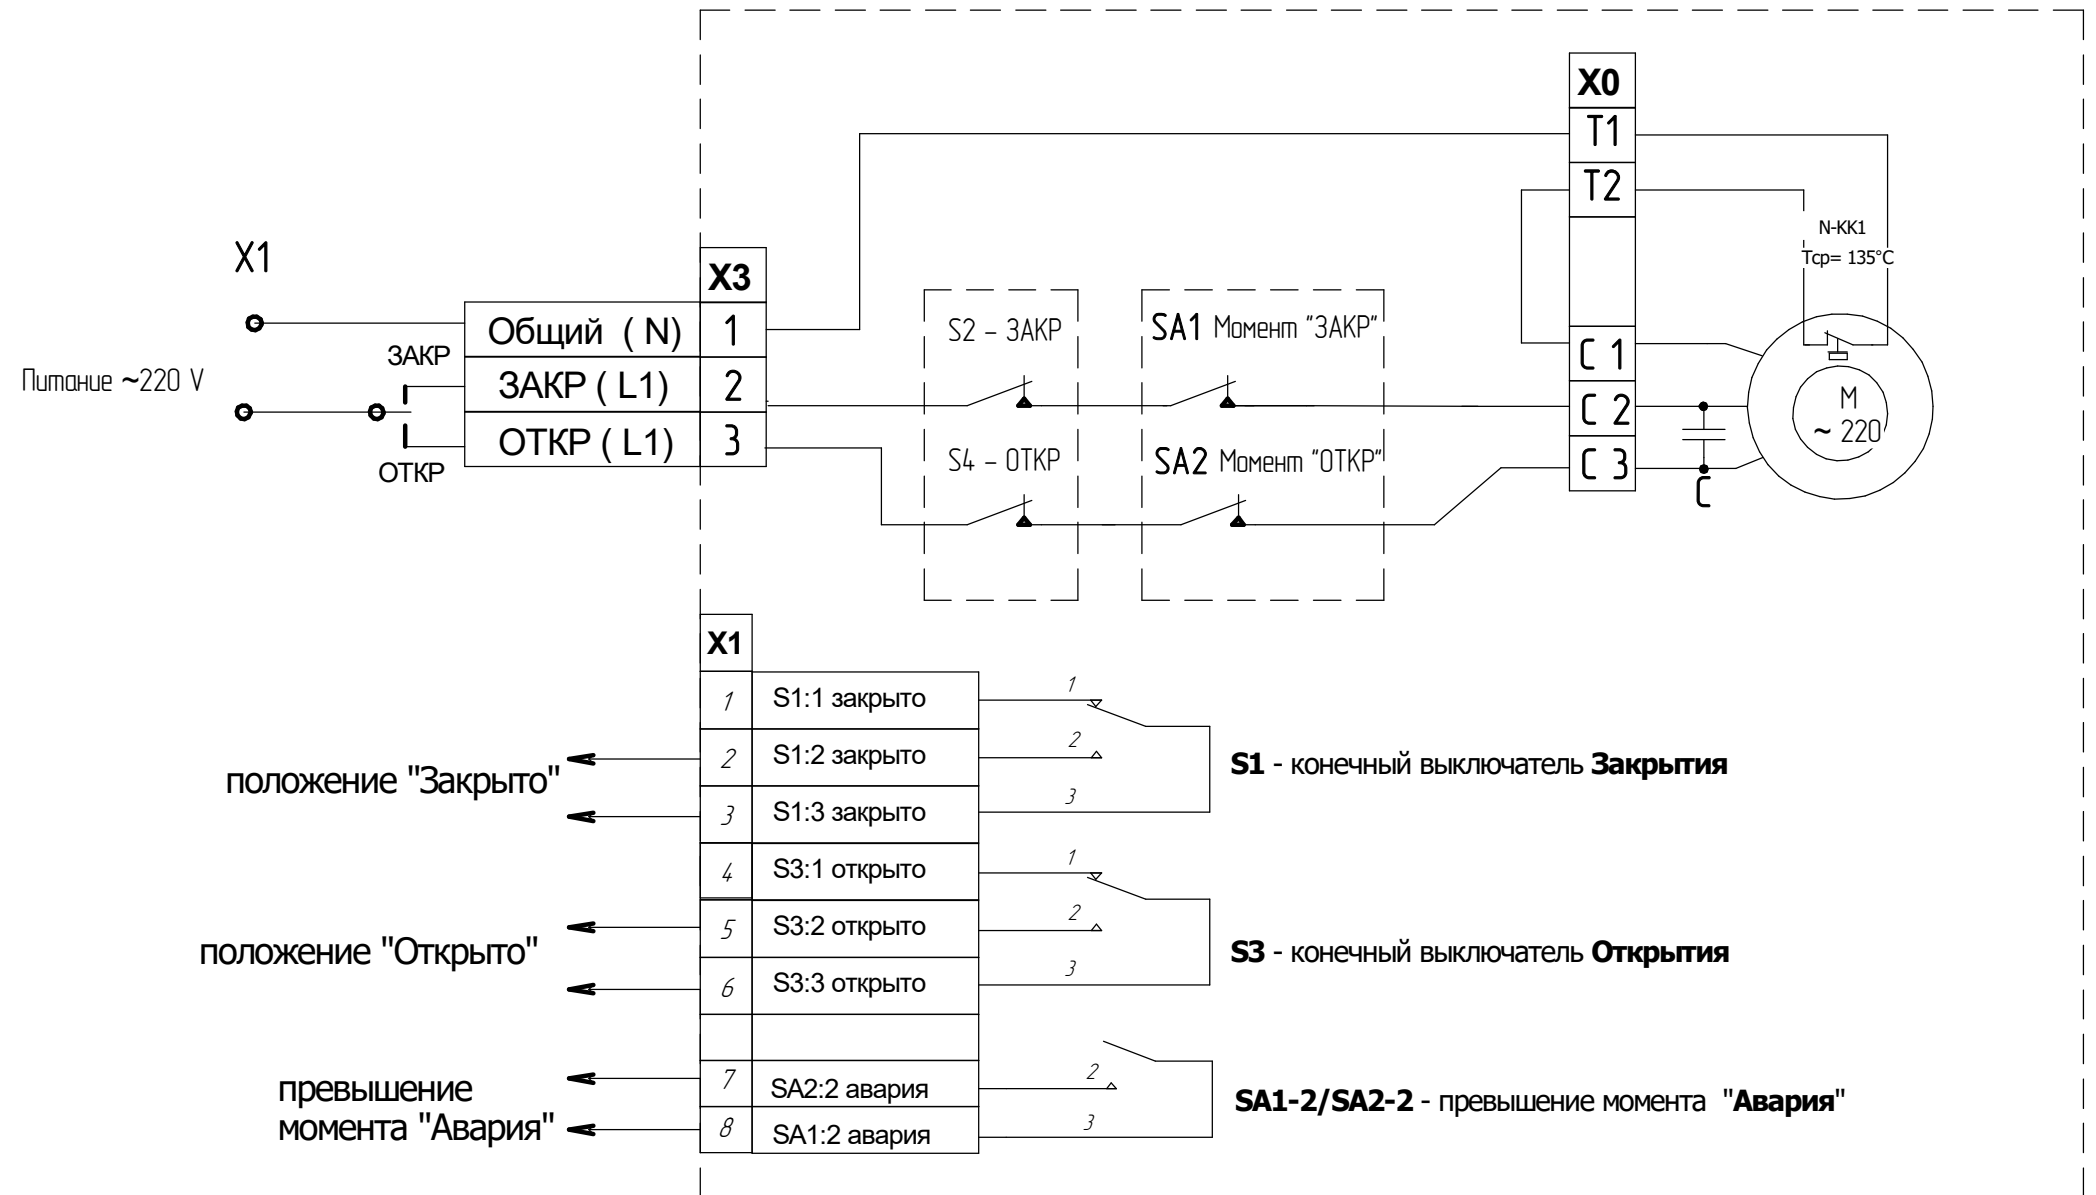 X0
T1
T2
N-KK1
Tср= 135°C
X1
X3
Общий ( N) 1
S2 – ЗАКР
SA1 Момент "ЗАКР"
C 1
ЗАКР
Питание ~220 V
ЗАКР ( L1) 2
C 2
M
~ 220
ОТКР ( L1) 3
ОТКР
S4 – ОТКР
SA2 Момент "ОТКР"
C 3
C
X1
1 S1:1 закрыто 1
2 S1:2 закрыто 2
положение "Закрыто"
S1 - конечный выключатель Закрытия
3 S1:3 закрыто 3
4 S3:1 открыто 1
5 S3:2 открыто 2
положение "Открыто"
S3 - конечный выключатель Открытия
6 S3:3 открыто 3
7 SA2:2 авария 2
превышение
момента "Авария"
SA1-2/SA2-2 - превышение момента "Авария"
8 SA1:2 авария 3